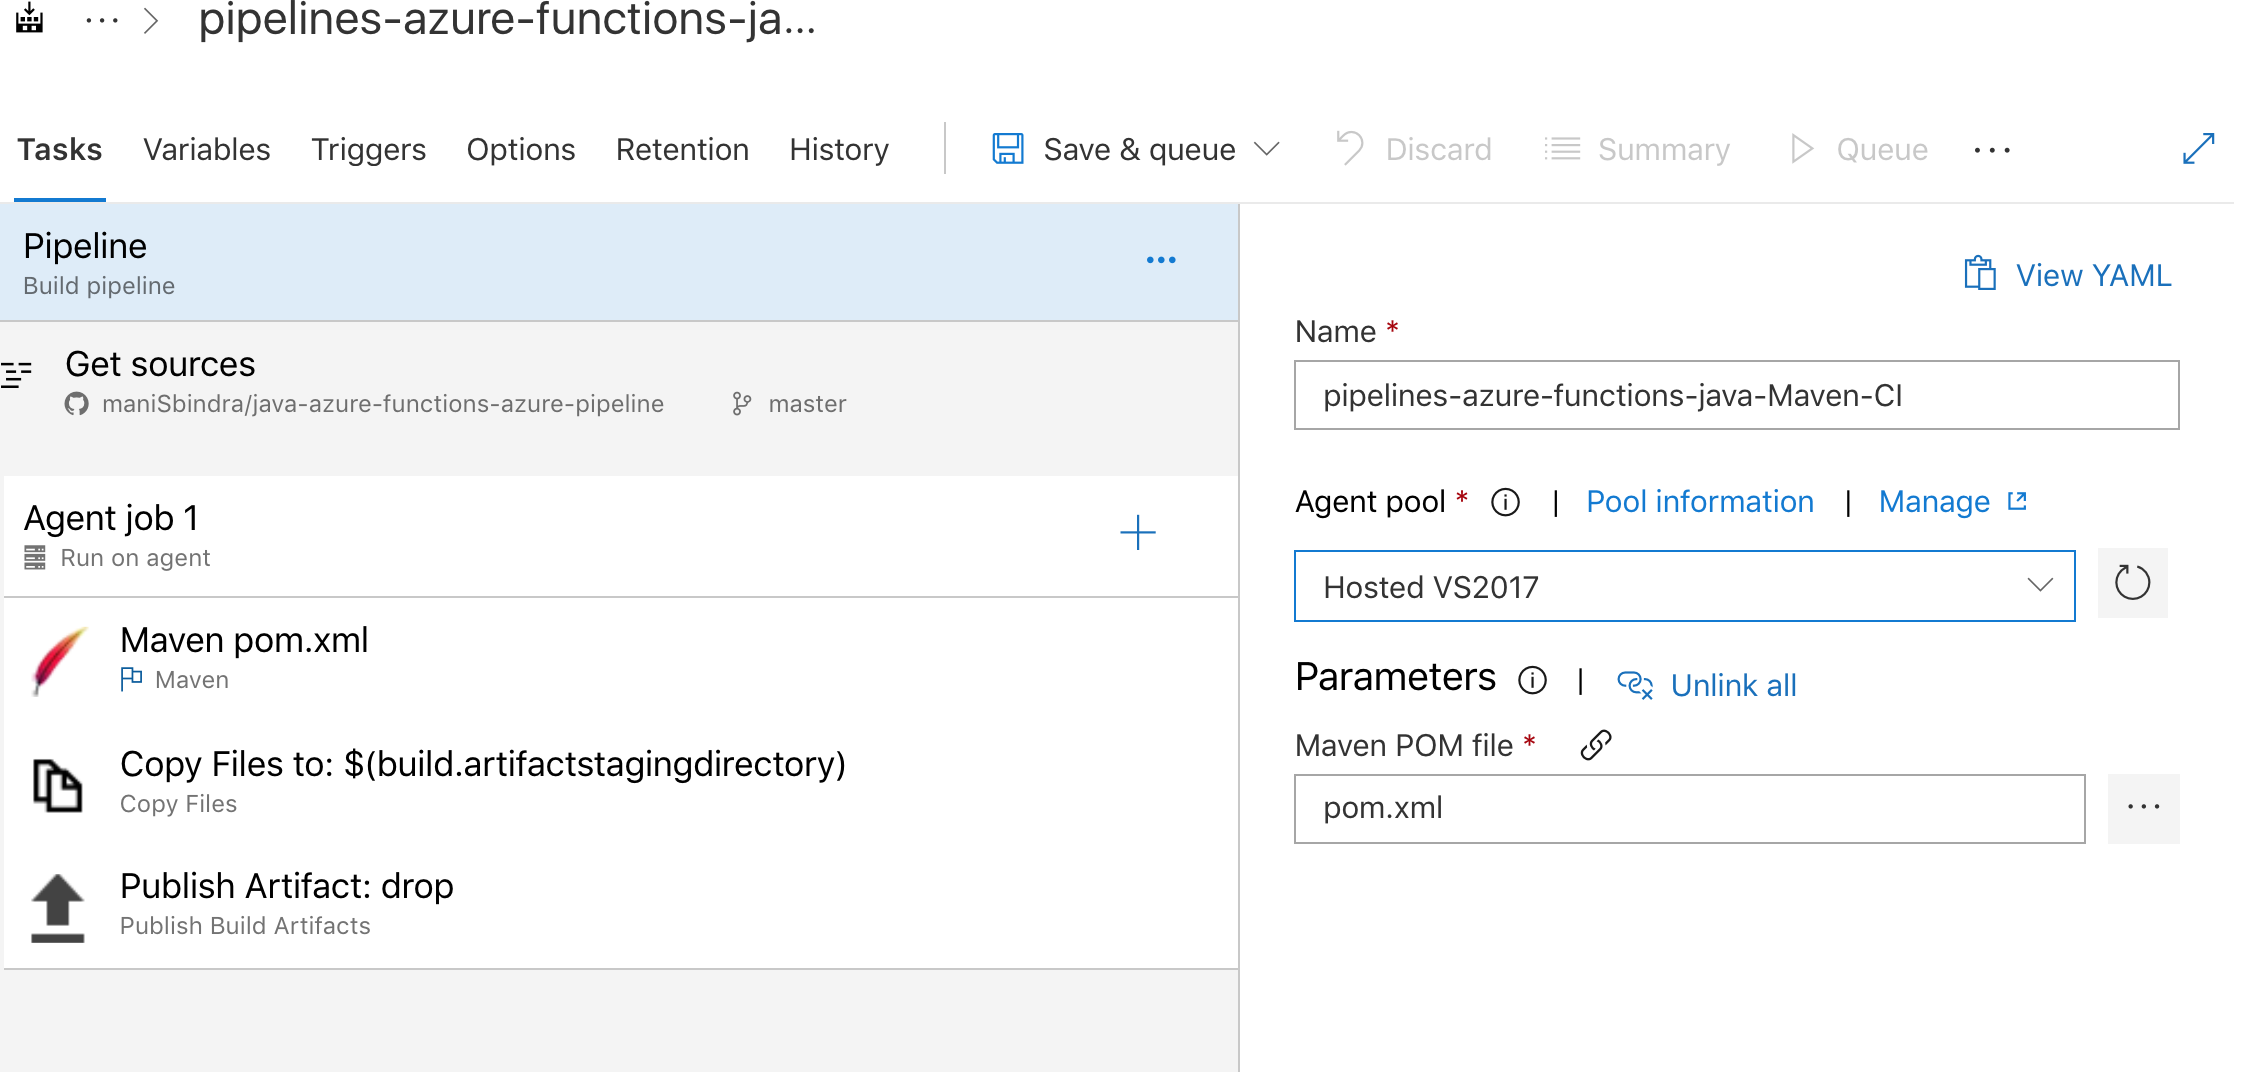 pipelines-azure-functions-ja...
Tasks Variables Triggers Options Retention History Save & queue Discard Summary Queue
Pipeline
Build pipeline
Get sources
maniSbindra/java-azure-functions-azure-pipeline master
Agent job 1
Run on agent
Maven pom.xml
Maven
Copy Files to: $(build.artifactstagingdirectory)
Copy Files
Publish Artifact: drop
Publish Build Artifacts
View YAML
Name *
pipelines-azure-functions-java-Maven-CI
Agent pool * | Pool information | Manage
Hosted VS2017
Parameters | Unlink all
Maven POM file *
pom.xml